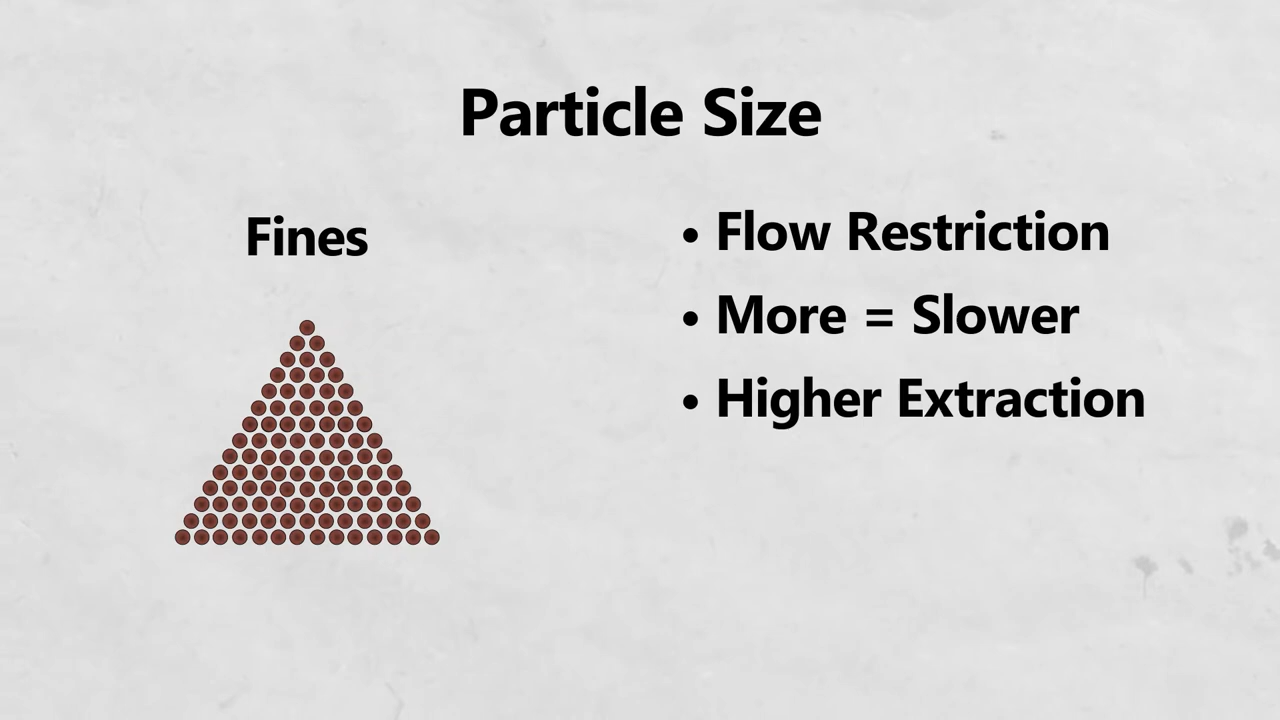 Particle Size
Fines
• Flow Restriction
• More = Slower
• Higher Extraction